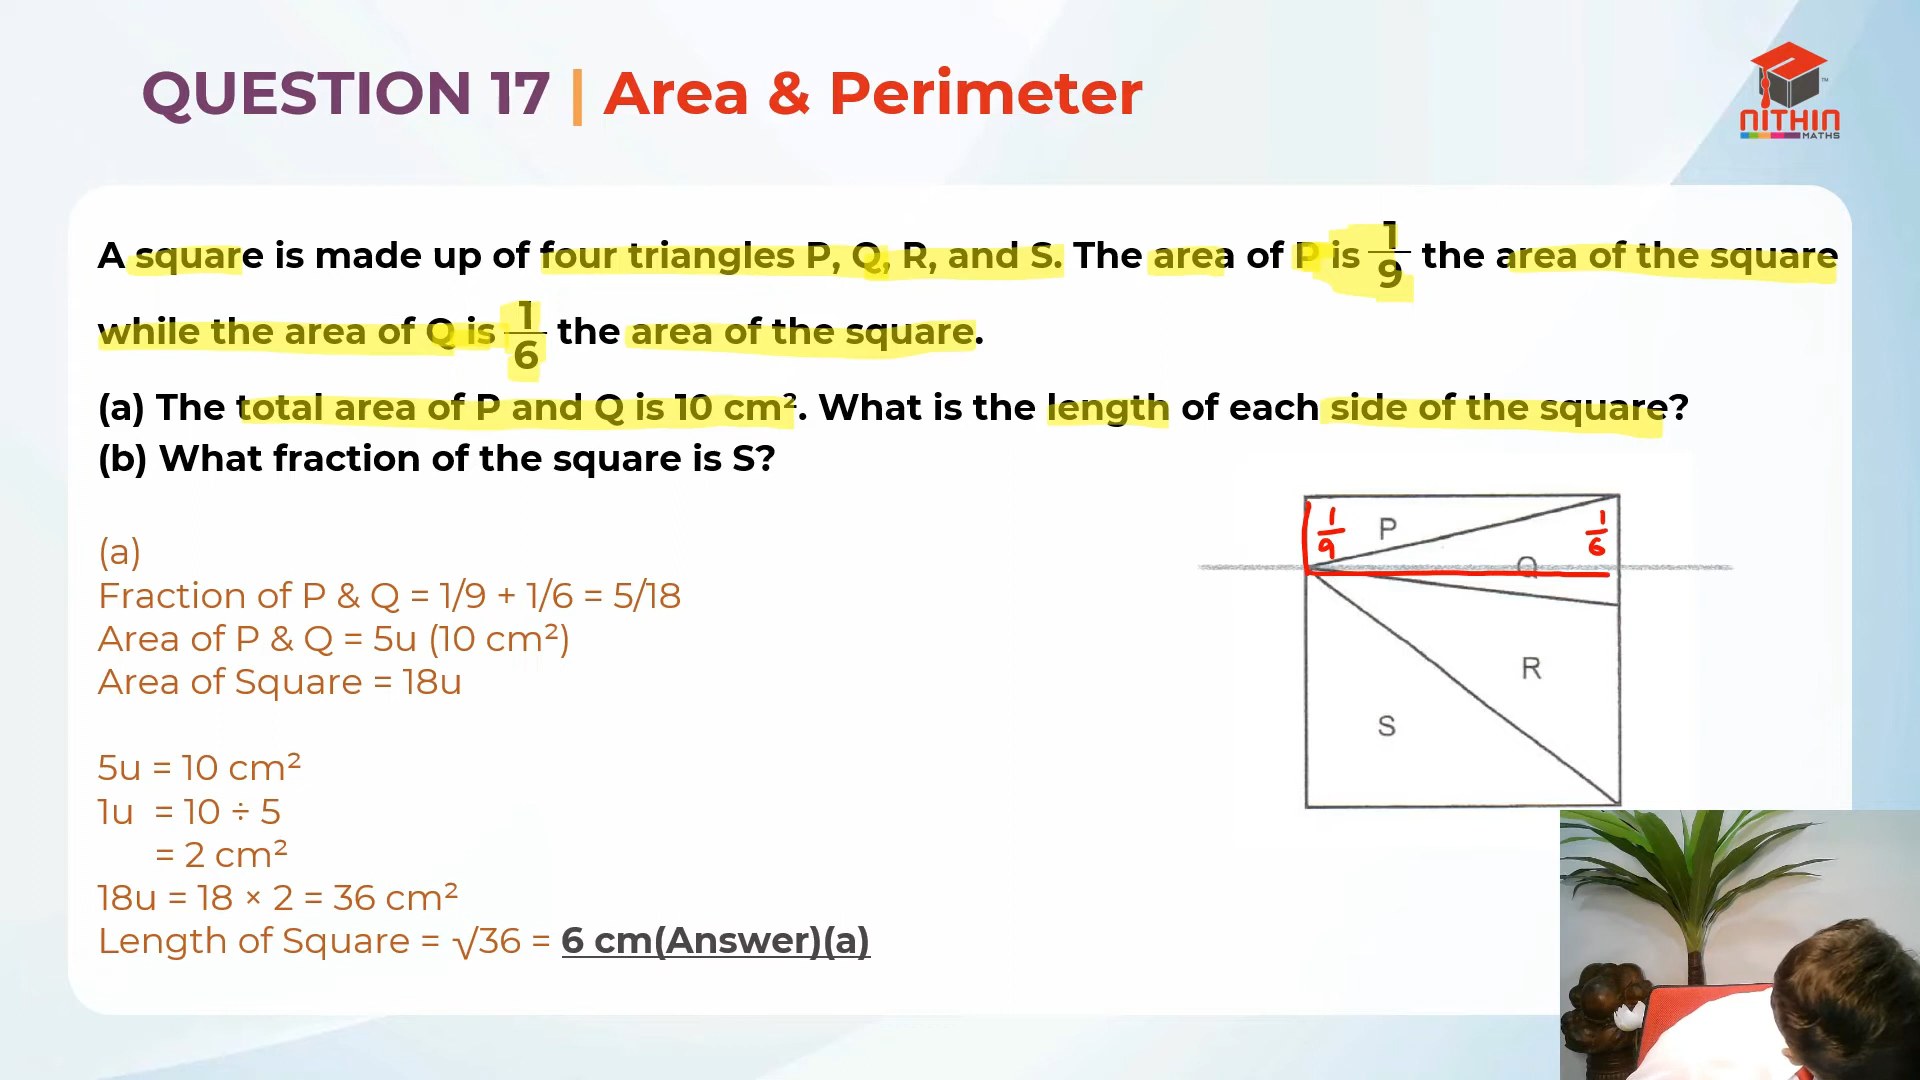 QUESTION 17 | Area & Perimeter
NITHIN
MATHS
TM
A square is made up of four triangles P, Q, R, and S. The area of P is 1/9 the area of the square
while the area of Q is 1/6 the area of the square.
(a) The total area of P and Q is 10 cm². What is the length of each side of the square?
(b) What fraction of the square is S?
(a)
Fraction of P & Q = 1/9 + 1/6 = 5/18
Area of P & Q = 5u (10 cm²)
Area of Square = 18u
5u = 10 cm²
1u = 10 ÷ 5
= 2 cm²
18u = 18 × 2 = 36 cm²
Length of Square = √36 = 6 cm(Answer)(a)
1/9
P
1/6
Q
R
S